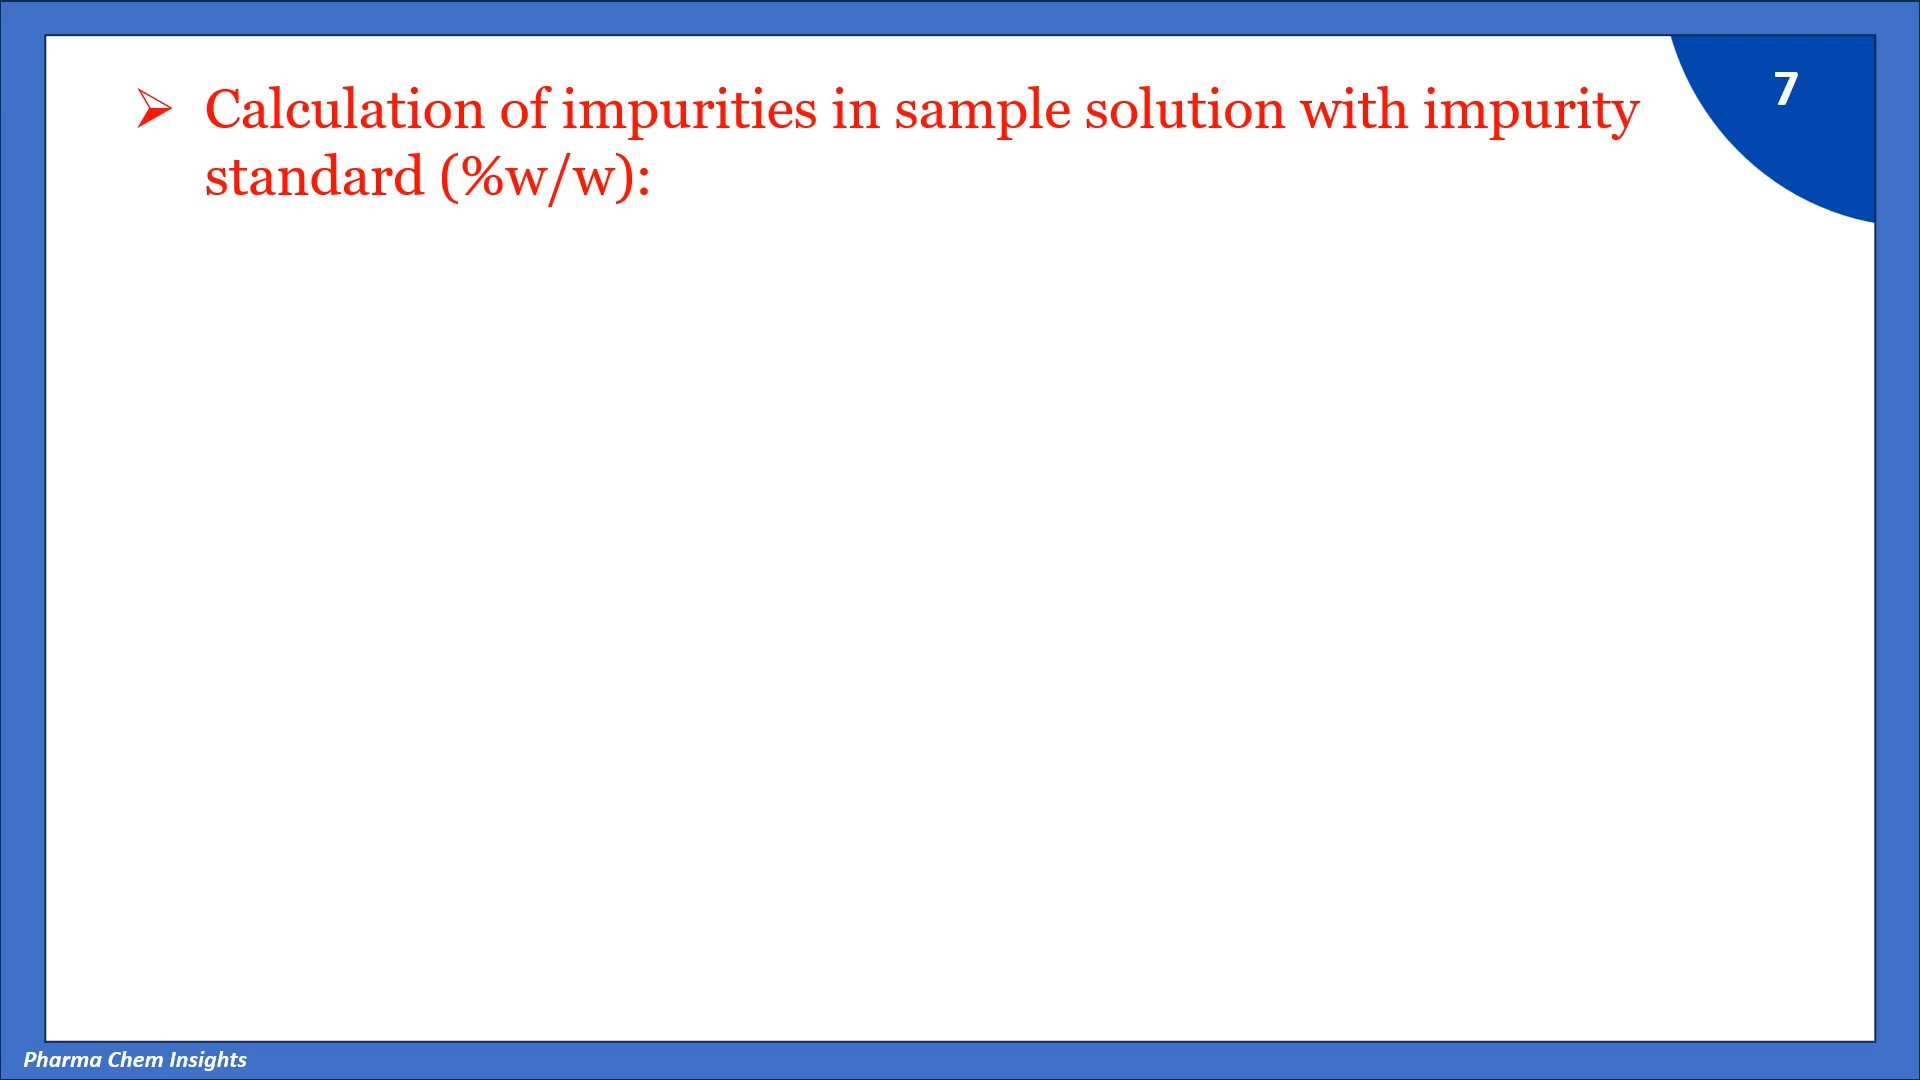 ➢ Calculation of impurities in sample solution with impurity
standard (%w/w):
7
Pharma Chem Insights